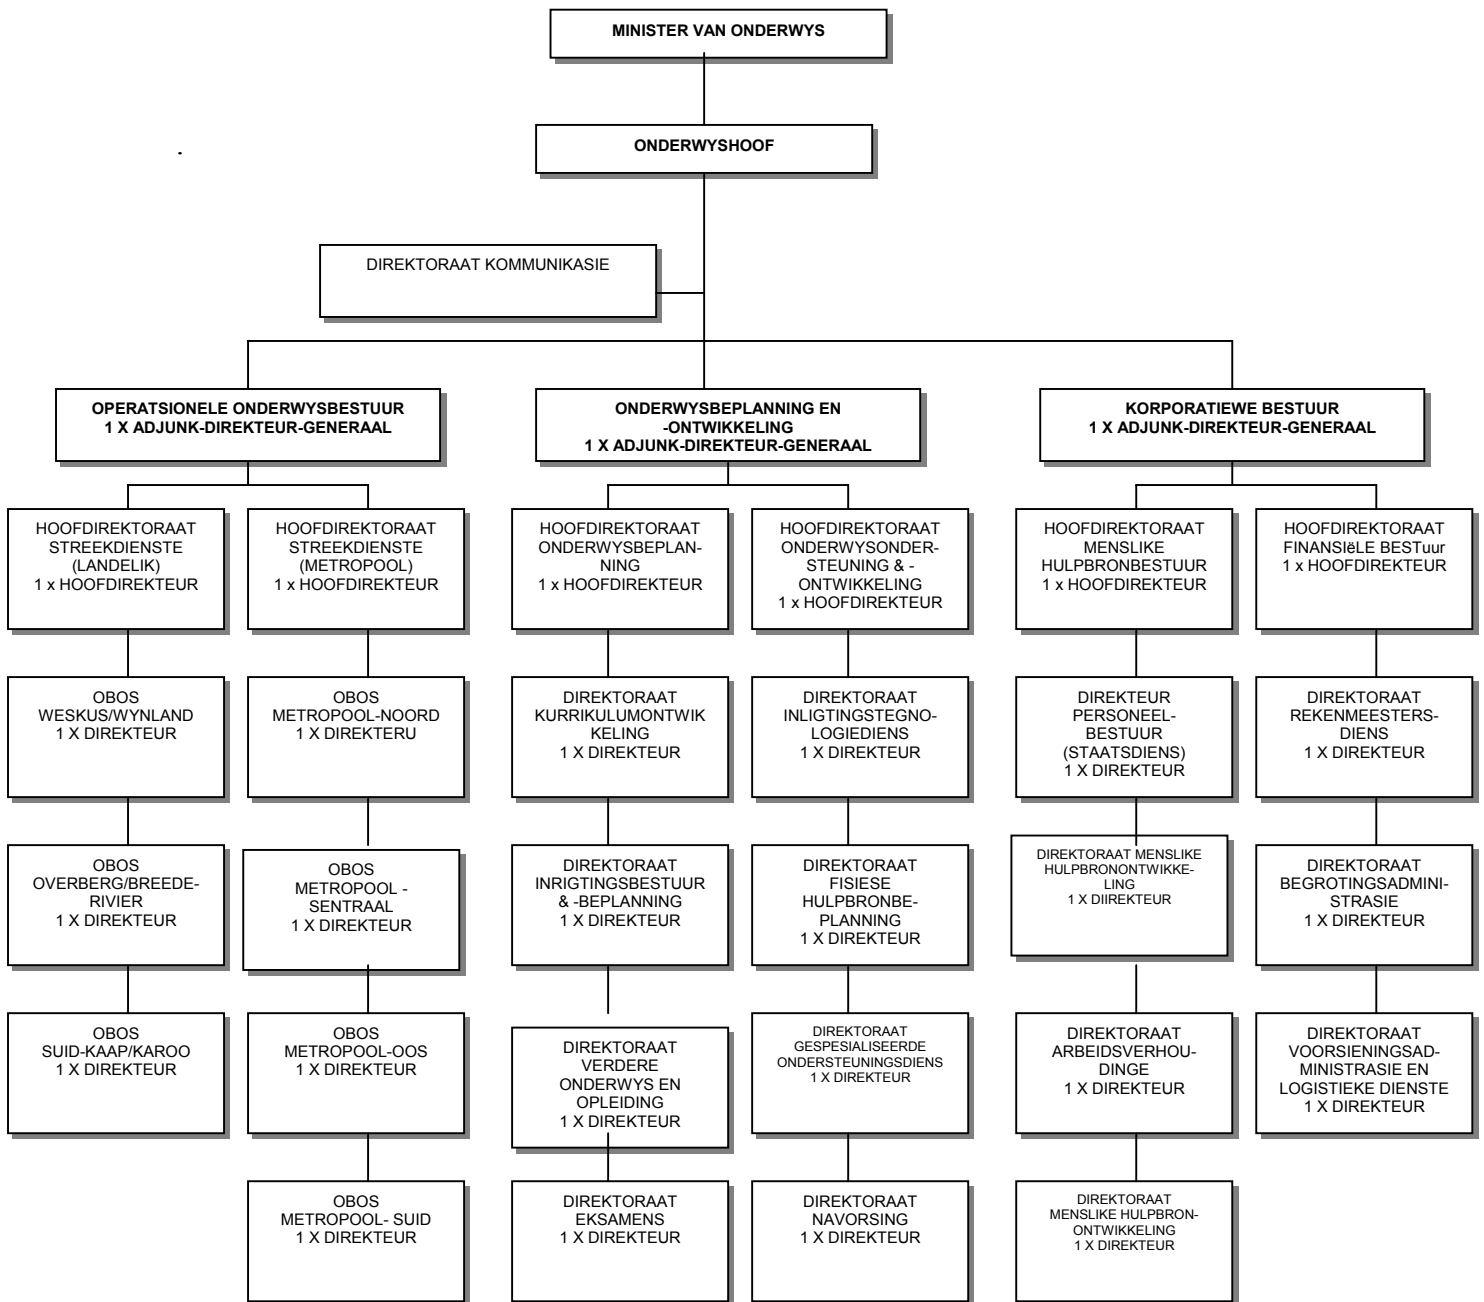 MINISTER VAN ONDERWYS
ONDERWYSHOOF
.
DIREKTORAAT KOMMUNIKASIE
OPERATSIONELE ONDERWYSBESTUUR
1 X ADJUNK-DIREKTEUR-GENERAAL
ONDERWYSBEPLANNING EN
-ONTWIKKELING
1 X ADJUNK-DIREKTEUR-GENERAAL
KORPORATIEWE BESTUUR
1 X ADJUNK-DIREKTEUR-GENERAAL
HOOFDIREKTORAAT
STREEKDIENSTE
(LANDELIK)
1 x HOOFDIREKTEUR
HOOFDIREKTORAAT
STREEKDIENSTE
(METROPOOL)
1 x HOOFDIREKTEUR
HOOFDIREKTORAAT
ONDERWYSBEPLAN-
NING
1 x HOOFDIREKTEUR
HOOFDIREKTORAAT
ONDERWYSONDER-
STEUNING & -
ONTWIKKELING
1 x HOOFDIREKTEUR
HOOFDIREKTORAAT
MENSLIKE
HULPBRONBESTUUR
1 x HOOFDIREKTEUR
HOOFDIREKTORAAT
FINANSIëLE BESTuur
1 x HOOFDIREKTEUR
OBOS
WESKUS/WYNLAND
1 X DIREKTEUR
OBOS
METROPOOL-NOORD
1 X DIREKTERU
DIREKTORAAT
KURRIKULUMONTWIK
KELING
1 X DIREKTEUR
DIREKTORAAT
INLIGTINGSTEGNO-
LOGIEDIENS
1 X DIREKTEUR
DIREKTEUR
PERSONEEL-
BESTUUR
(STAATSDIENS)
1 X DIREKTEUR
DIREKTORAAT
REKENMEESTERS-
DIENS
1 X DIREKTEUR
OBOS
OVERBERG/BREEDE-
RIVIER
1 X DIREKTEUR
OBOS
METROPOOL -
SENTRAAL
1 X DIREKTEUR
DIREKTORAAT
INRIGTINGSBESTUUR
& -BEPLANNING
1 X DIREKTEUR
DIREKTORAAT
FISIESE
HULPBRONBE-
PLANNING
1 X DIREKTEUR
DIREKTORAAT MENSLIKE
HULPBRONONTWIKKE-
LING
1 X DIIREKTEUR
DIREKTORAAT
BEGROTINGSADMINI-
STRASIE
1 X DIREKTEUR
OBOS
SUID-KAAP/KAROO
1 X DIREKTEUR
OBOS
METROPOOL-OOS
1 X DIREKTEUR
DIREKTORAAT
VERDERE
ONDERWYS EN
OPLEIDING
1 X DIREKTEUR
DIREKTORAAT
GESPESIALISEERDE
ONDERSTEUNINGSDIENS
1 X DIREKTEUR
DIREKTORAAT
ARBEIDSVERHOU-
DINGE
1 X DIREKTEUR
DIREKTORAAT
VOORSIENINGSAD-
MINISTRASIE EN
LOGISTIEKE DIENSTE
1 X DIREKTEUR
OBOS
METROPOOL- SUID
1 X DIREKTEUR
DIREKTORAAT
EKSAMENS
1 X DIREKTEUR
DIREKTORAAT
NAVORSING
1 X DIREKTEUR
DIREKTORAAT
MENSLIKE HULPBRON-
ONTWIKKELING
1 X DIREKTEUR